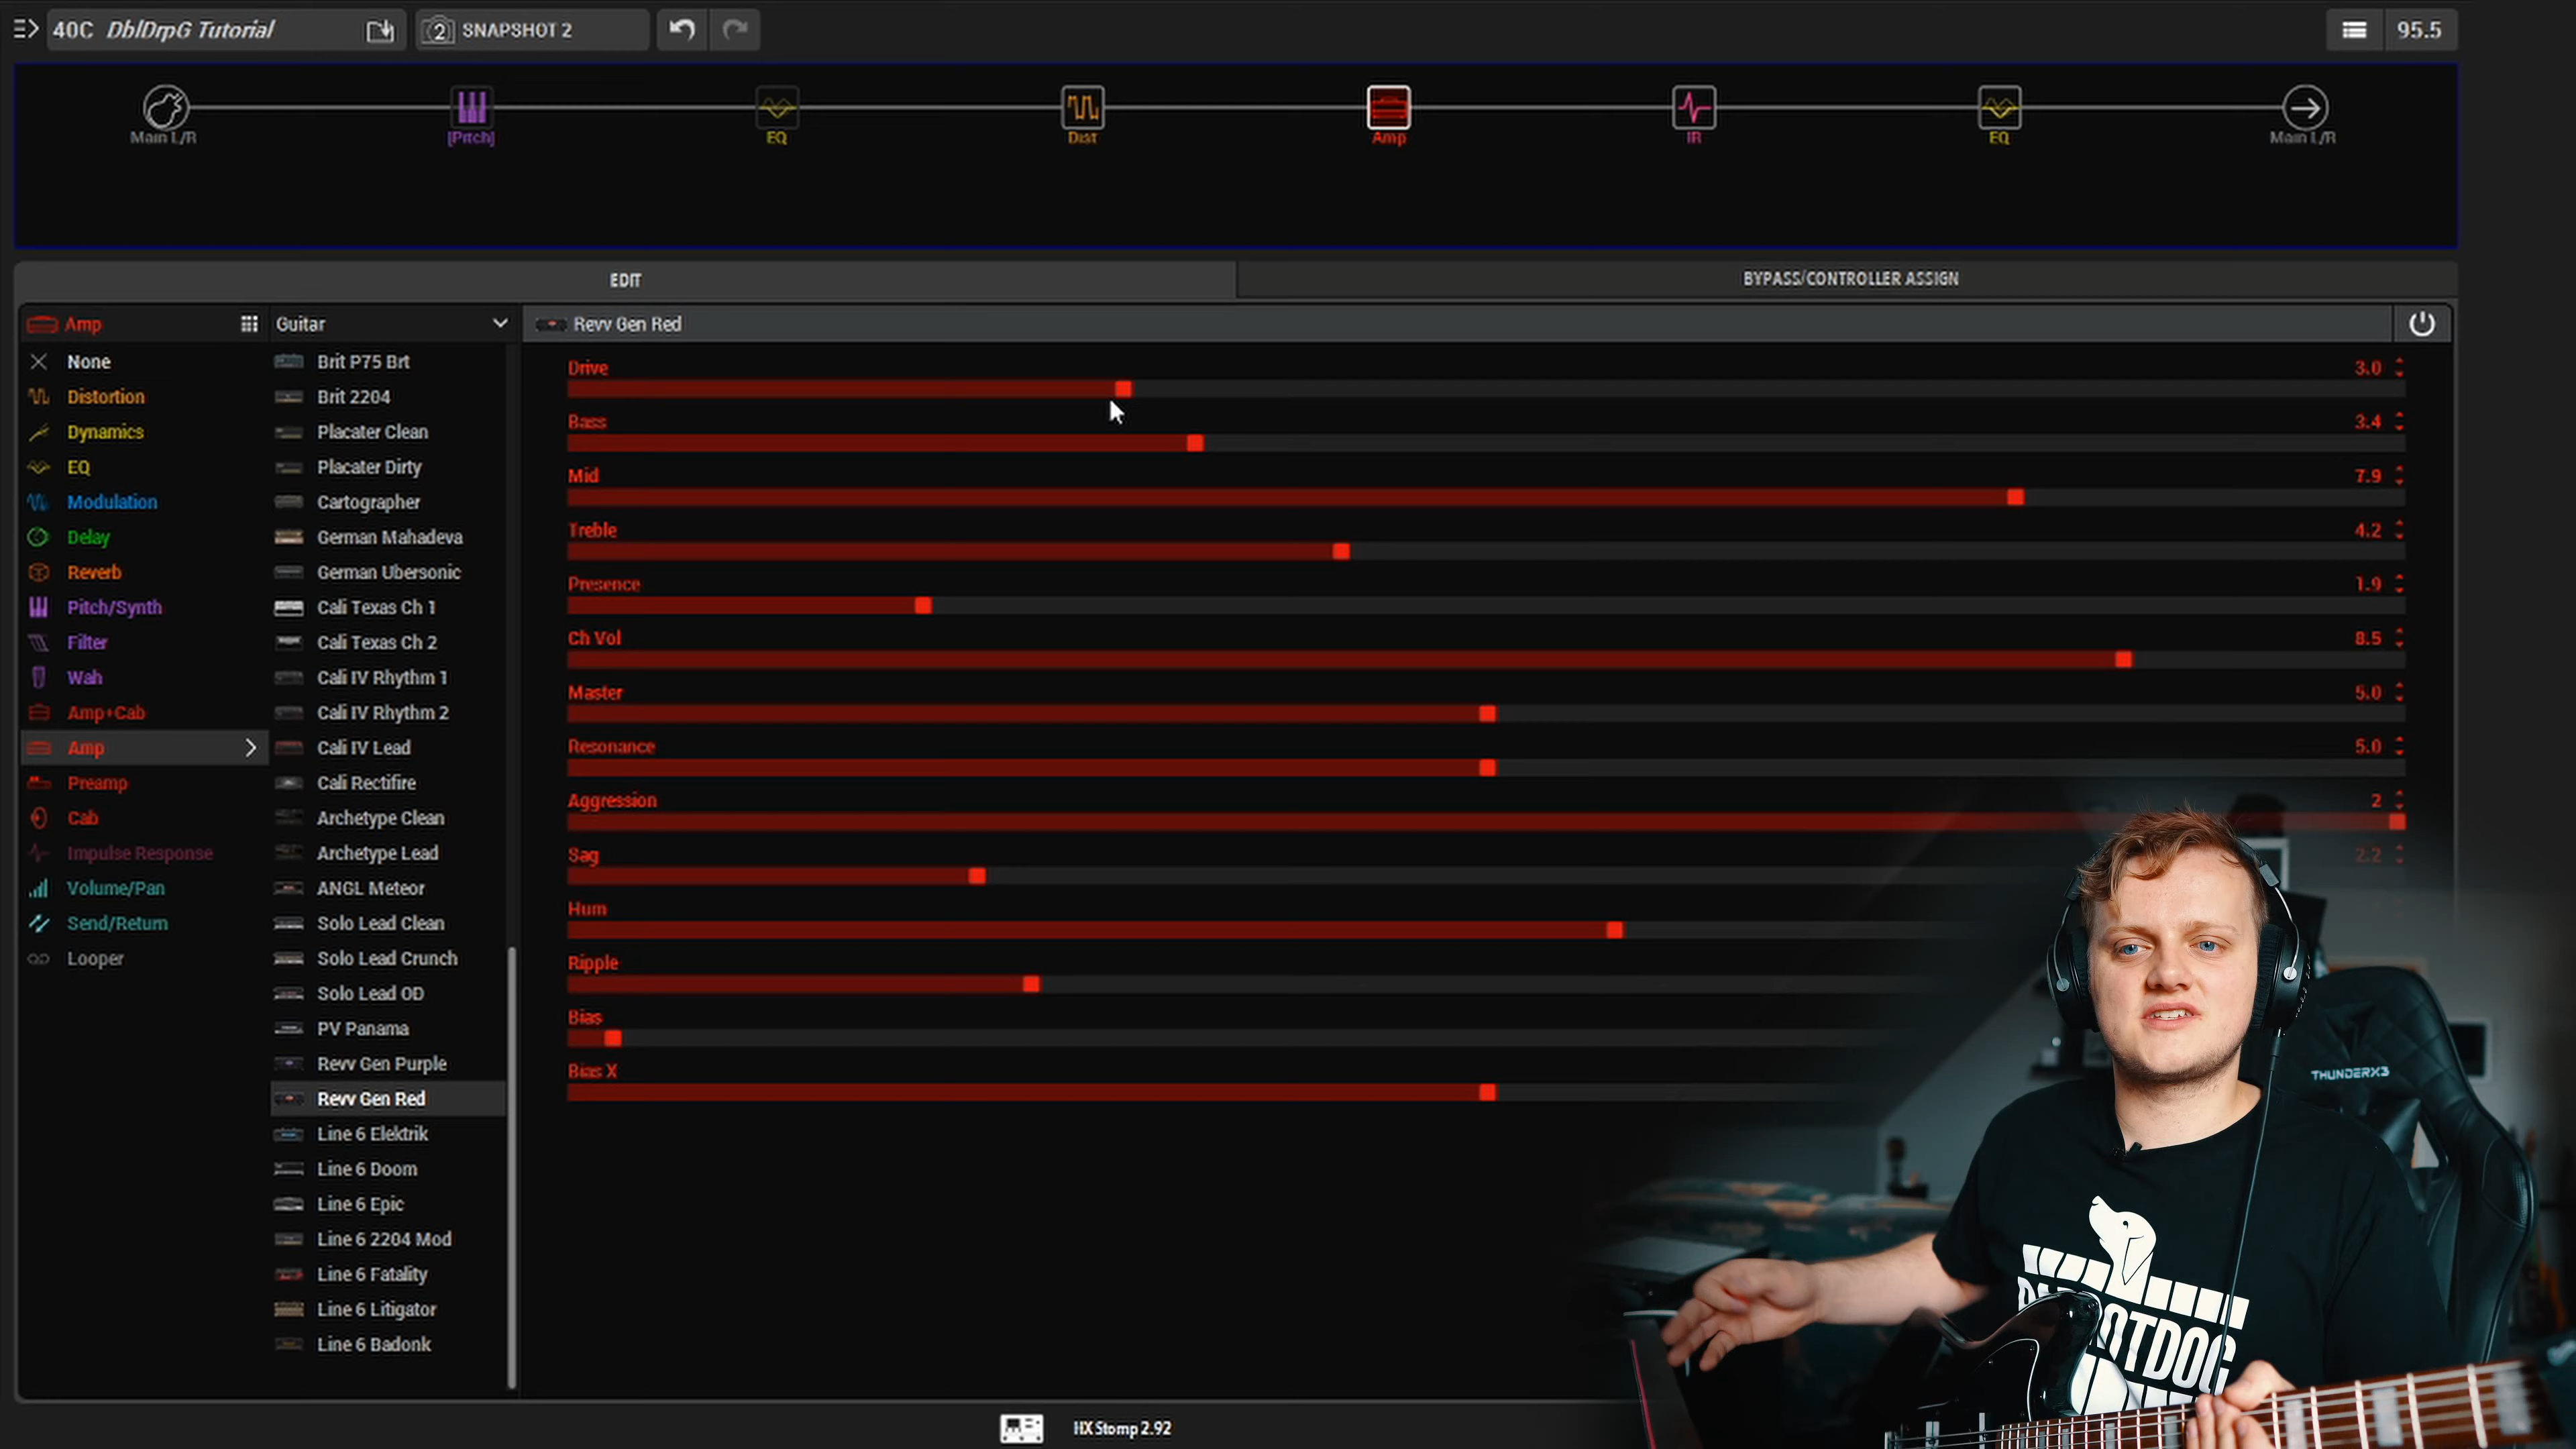 40C DblDrpG Tutorial
2 SNAPSHOT 2
95.5
Main L/R
[Pitch]
EQ
Dist
Amp
IR
EQ
Main L/R
EDIT
BYPASS/CONTROLLER ASSIGN
Amp
Guitar
Revv Gen Red
None
Distortion
Dynamics
EQ
Modulation
Delay
Reverb
Pitch/Synth
Filter
Wah
Amp+Cab
Amp
Preamp
Cab
Impulse Response
Volume/Pan
Send/Return
Looper
Brit P75 Brt
Brit 2204
Placater Clean
Placater Dirty
Cartographer
German Mahadeva
German Ubersonic
Cali Texas Ch 1
Cali Texas Ch 2
Cali IV Rhythm 1
Cali IV Rhythm 2
Cali IV Lead
Cali Rectifire
Archetype Clean
Archetype Lead
ANGL Meteor
Solo Lead Clean
Solo Lead Crunch
Solo Lead OD
PV Panama
Revv Gen Purple
Revv Gen Red
Line 6 Elektrik
Line 6 Doom
Line 6 Epic
Line 6 2204 Mod
Line 6 Fatality
Line 6 Litigator
Line 6 Badonk
Drive 3.0
Bass 3.4
Mid 7.9
Treble 4.2
Presence 1.9
Ch Vol 8.5
Master 5.0
Resonance 5.0
Aggression 2
Sag 2.2
Hum
Ripple
Bias
Bias X
THUNDERX3
HX Stomp 2.92